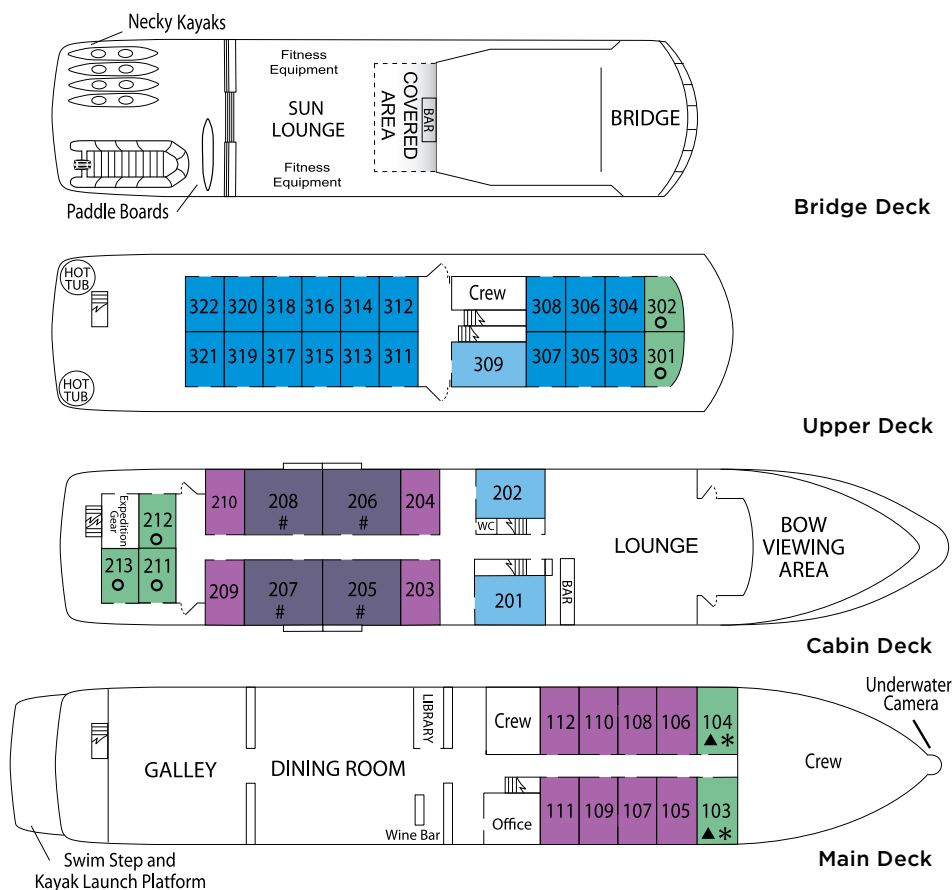 Necky Kayaks
Fitness
Equipment
SUN
LOUNGE
COVERED
AREA
BAR
BRIDGE
Fitness
Equipment
Paddle Boards
Bridge Deck
HOT
TUB
322 320 318 316 314 312
Crew
308 306 304 302
321 319 317 315 313 311
309
307 305 303 301
HOT
TUB
Upper Deck
Expedition
Gear
212
213 211
210 208 206 204
#
#
202
WC
LOUNGE
BOW
VIEWING
AREA
209 207 205 203
#
#
201
BAR
Cabin Deck
Underwater
Camera
LIBRARY
Crew
112 110 108 106 104
▲*
GALLEY
DINING ROOM
Crew
Wine Bar
Office
111 109 107 105 103
▲*
Swim Step and
Kayak Launch Platform
Main Deck